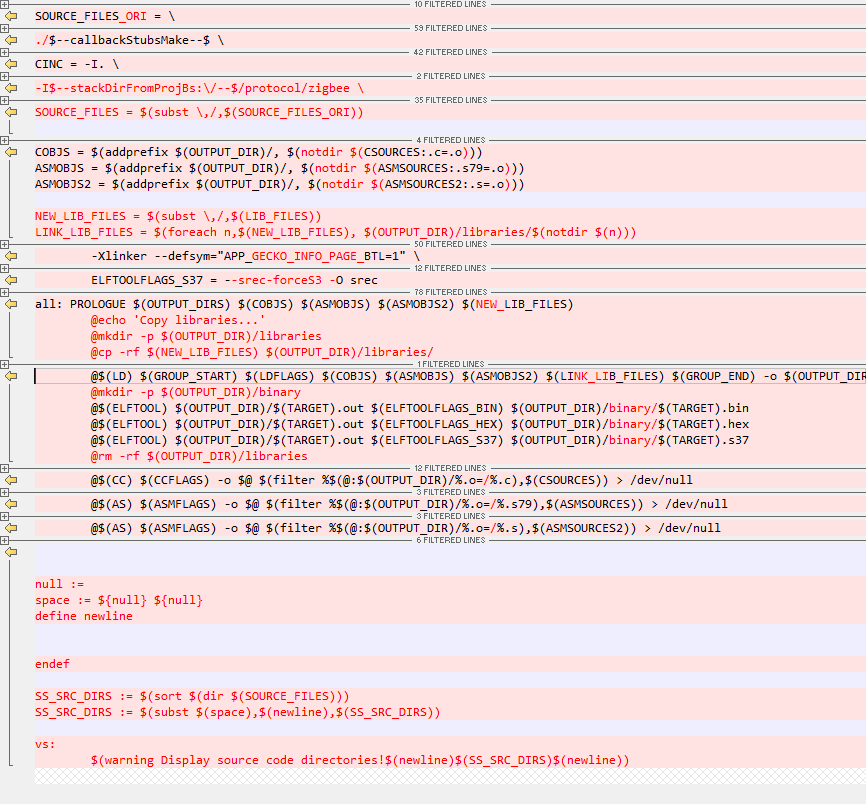 10 FILTERED LINES
SOURCE_FILES_ORI = \
59 FILTERED LINES
./$--callbackStubsMake--$ \
42 FILTERED LINES
CINC = -I. \
2 FILTERED LINES
-I$--stackDirFromProjBs:\/--$/protocol/zigbee \
35 FILTERED LINES
SOURCE_FILES = $(subst \,/,$(SOURCE_FILES_ORI))
4 FILTERED LINES
COBJS = $(addprefix $(OUTPUT_DIR)/, $(notdir $(CSOURCES:.c=.o)))
ASMOBJS = $(addprefix $(OUTPUT_DIR)/, $(notdir $(ASMSOURCES:.s79=.o)))
ASMOBJS2 = $(addprefix $(OUTPUT_DIR)/, $(notdir $(ASMSOURCES2:.s=.o)))
NEW_LIB_FILES = $(subst \,/,$(LIB_FILES))
LINK_LIB_FILES = $(foreach n,$(NEW_LIB_FILES), $(OUTPUT_DIR)/libraries/$(notdir $(n)))
50 FILTERED LINES
-Xlinker --defsym="APP_GECKO_INFO_PAGE_BTL=1" \
12 FILTERED LINES
ELFTOOLFLAGS_S37 = --srec-forceS3 -O srec
78 FILTERED LINES
all: PROLOGUE $(OUTPUT_DIRS) $(COBJS) $(ASMOBJS) $(ASMOBJS2) $(NEW_LIB_FILES)
@echo 'Copy libraries...'
@mkdir -p $(OUTPUT_DIR)/libraries
@cp -rf $(NEW_LIB_FILES) $(OUTPUT_DIR)/libraries/
1 FILTERED LINES
@$(LD) $(GROUP_START) $(LDFLAGS) $(COBJS) $(ASMOBJS) $(ASMOBJS2) $(LINK_LIB_FILES) $(GROUP_END) -o $(OUTPUT_DIR
@mkdir -p $(OUTPUT_DIR)/binary
@$(ELFTOOL) $(OUTPUT_DIR)/$(TARGET).out $(ELFTOOLFLAGS_BIN) $(OUTPUT_DIR)/binary/$(TARGET).bin
@$(ELFTOOL) $(OUTPUT_DIR)/$(TARGET).out $(ELFTOOLFLAGS_HEX) $(OUTPUT_DIR)/binary/$(TARGET).hex
@$(ELFTOOL) $(OUTPUT_DIR)/$(TARGET).out $(ELFTOOLFLAGS_S37) $(OUTPUT_DIR)/binary/$(TARGET).s37
@rm -rf $(OUTPUT_DIR)/libraries
12 FILTERED LINES
@$(CC) $(CCFLAGS) -o $@ $(filter %$(@:$(OUTPUT_DIR)/%.o=/%.c),$(CSOURCES)) > /dev/null
3 FILTERED LINES
@$(AS) $(ASMFLAGS) -o $@ $(filter %$(@:$(OUTPUT_DIR)/%.o=/%.s79),$(ASMSOURCES)) > /dev/null
3 FILTERED LINES
@$(AS) $(ASMFLAGS) -o $@ $(filter %$(@:$(OUTPUT_DIR)/%.o=/%.s),$(ASMSOURCES2)) > /dev/null
6 FILTERED LINES
null :=
space := ${null} ${null}
define newline
endef
SS_SRC_DIRS := $(sort $(dir $(SOURCE_FILES)))
SS_SRC_DIRS := $(subst $(space),$(newline),$(SS_SRC_DIRS))
vs:
$(warning Display source code directories!$(newline)$(SS_SRC_DIRS)$(newline))